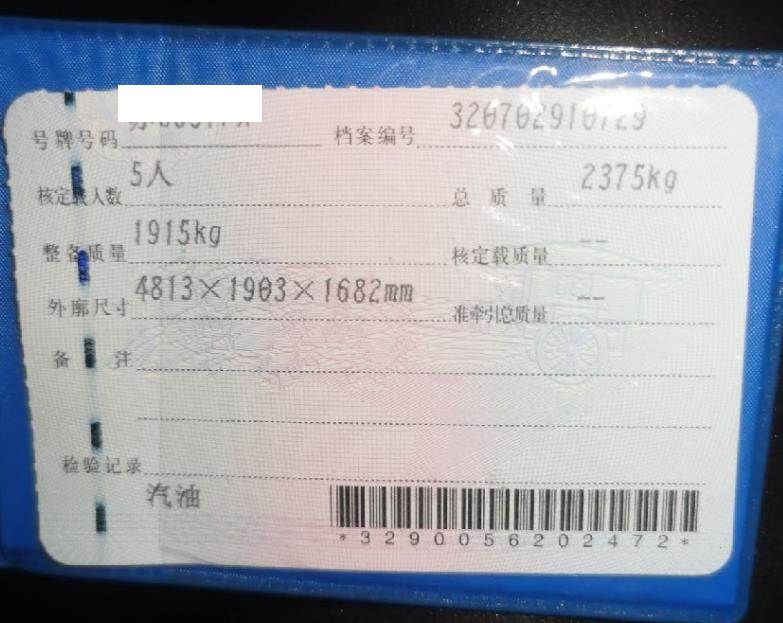 号牌号码 档案编号 320702910729
核定载人数 5人 总质量 2375kg
整备质量 1915kg 核定载质量 --
外廓尺寸 4813×1903×1682mm 准牵引总质量 --
备注
检验记录
汽油
*3290056202472*